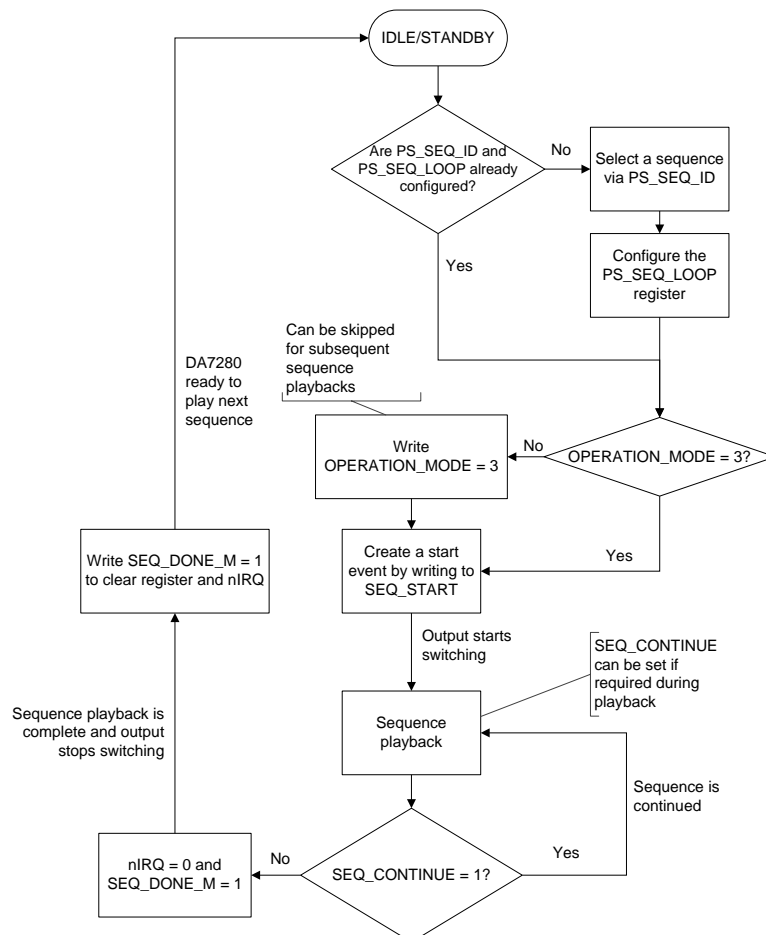 IDLE/STANDBY
Are PS_SEQ_ID and
PS_SEQ_LOOP already
configured?
No
Select a sequence
via PS_SEQ_ID
Yes
Configure the
PS_SEQ_LOOP
register
Can be skipped
for subsequent
sequence
playbacks
DA7280
ready to
play next
sequence
Write
OPERATION_MODE = 3
No
OPERATION_MODE = 3?
Yes
Create a start
event by writing to
SEQ_START
Write SEQ_DONE_M = 1
to clear register and nIRQ
Output starts
switching
SEQ_CONTINUE
can be set if
required during
playback
Sequence
playback
Sequence playback is
complete and output
stops switching
Sequence is
continued
nIRQ = 0 and
SEQ_DONE_M = 1
No
SEQ_CONTINUE = 1?
Yes